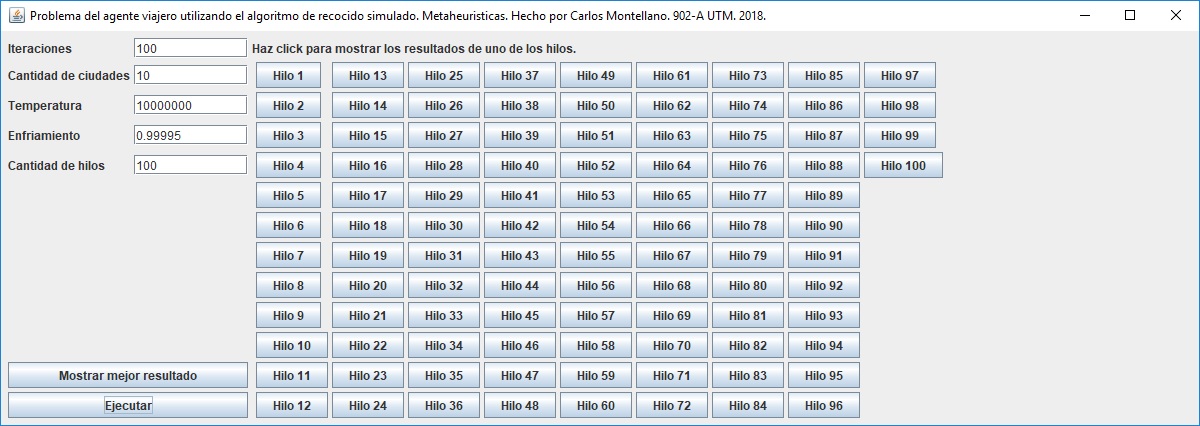 Problema del agente viajero utilizando el algoritmo de recocido simulado. Metaheuristicas. Hecho por Carlos Montellano. 902-A UTM. 2018.
Iteraciones 100 Haz click para mostrar los resultados de uno de los hilos.
Cantidad de ciudades 10 Hilo 1 Hilo 13 Hilo 25 Hilo 37 Hilo 49 Hilo 61 Hilo 73 Hilo 85 Hilo 97
Temperatura 10000000 Hilo 2 Hilo 14 Hilo 26 Hilo 38 Hilo 50 Hilo 62 Hilo 74 Hilo 86 Hilo 98
Enfriamiento 0.99995 Hilo 3 Hilo 15 Hilo 27 Hilo 39 Hilo 51 Hilo 63 Hilo 75 Hilo 87 Hilo 99
Cantidad de hilos 100 Hilo 4 Hilo 16 Hilo 28 Hilo 40 Hilo 52 Hilo 64 Hilo 76 Hilo 88 Hilo 100
Hilo 5 Hilo 17 Hilo 29 Hilo 41 Hilo 53 Hilo 65 Hilo 77 Hilo 89
Hilo 6 Hilo 18 Hilo 30 Hilo 42 Hilo 54 Hilo 66 Hilo 78 Hilo 90
Hilo 7 Hilo 19 Hilo 31 Hilo 43 Hilo 55 Hilo 67 Hilo 79 Hilo 91
Hilo 8 Hilo 20 Hilo 32 Hilo 44 Hilo 56 Hilo 68 Hilo 80 Hilo 92
Hilo 9 Hilo 21 Hilo 33 Hilo 45 Hilo 57 Hilo 69 Hilo 81 Hilo 93
Hilo 10 Hilo 22 Hilo 34 Hilo 46 Hilo 58 Hilo 70 Hilo 82 Hilo 94
Mostrar mejor resultado Hilo 11 Hilo 23 Hilo 35 Hilo 47 Hilo 59 Hilo 71 Hilo 83 Hilo 95
Ejecutar Hilo 12 Hilo 24 Hilo 36 Hilo 48 Hilo 60 Hilo 72 Hilo 84 Hilo 96